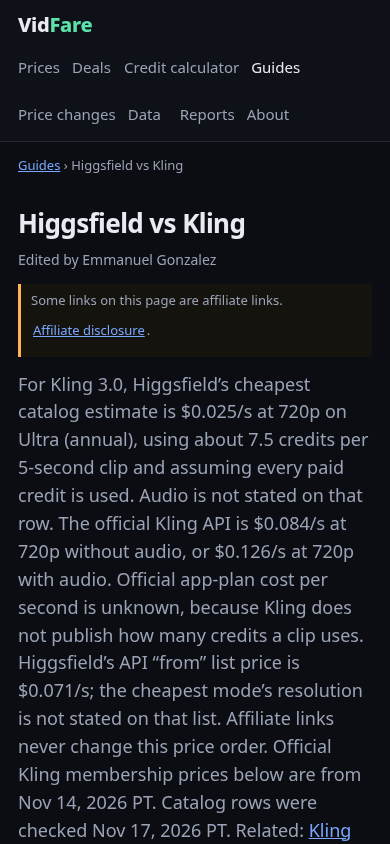 VidFare
Prices Deals Credit calculator Guides
Price changes Data Reports About
Guides › Higgsfield vs Kling
Higgsfield vs Kling
Edited by Emmanuel Gonzalez
Some links on this page are affiliate links.
Affiliate disclosure.
For Kling 3.0, Higgsfield’s cheapest
catalog estimate is $0.025/s at 720p on
Ultra (annual), using about 7.5 credits per
5-second clip and assuming every paid
credit is used. Audio is not stated on that
row. The official Kling API is $0.084/s at
720p without audio, or $0.126/s at 720p
with audio. Official app-plan cost per
second is unknown, because Kling does
not publish how many credits a clip uses.
Higgsfield’s API “from” list price is
$0.071/s; the cheapest mode’s resolution
is not stated on that list. Affiliate links
never change this price order. Official
Kling membership prices below are from
Nov 14, 2026 PT. Catalog rows were
checked Nov 17, 2026 PT. Related: Kling